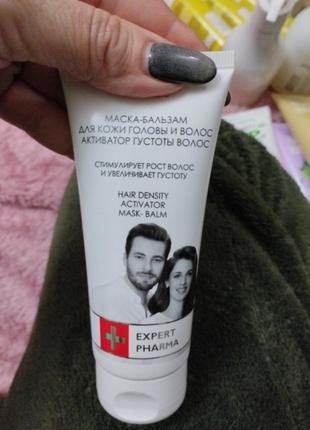 МАСКА-БАЛЬЗАМ
ДЛЯ КОЖИ ГОЛОВЫ И ВОЛОС
АКТИВАТОР ГУСТОТЫ ВОЛОС
СТИМУЛИРУЕТ РОСТ ВОЛОС
И УВЕЛИЧИВАЕТ ГУСТОТУ
HAIR DENSITY
ACTIVATOR
MASK- BALM
EXPERT
PHARMA